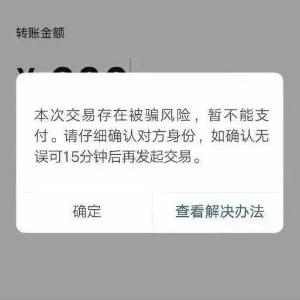 转账金额
本次交易存在被骗风险，暂不能支
付。请仔细确认对方身份，如确认无
误可15分钟后再发起交易。
确定
查看解决办法